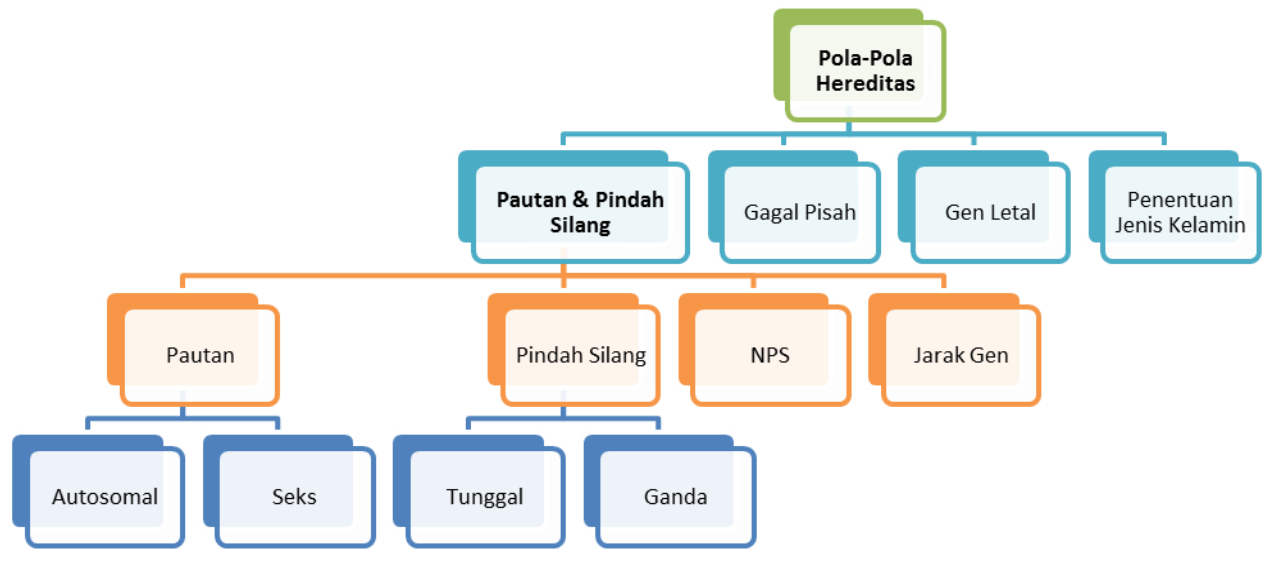 Pola-Pola
Hereditas
Pautan & Pindah
Silang
Gagal Pisah
Gen Letal
Penentuan
Jenis Kelamin
Pautan
Pindah Silang
NPS
Jarak Gen
Autosomal
Seks
Tunggal
Ganda